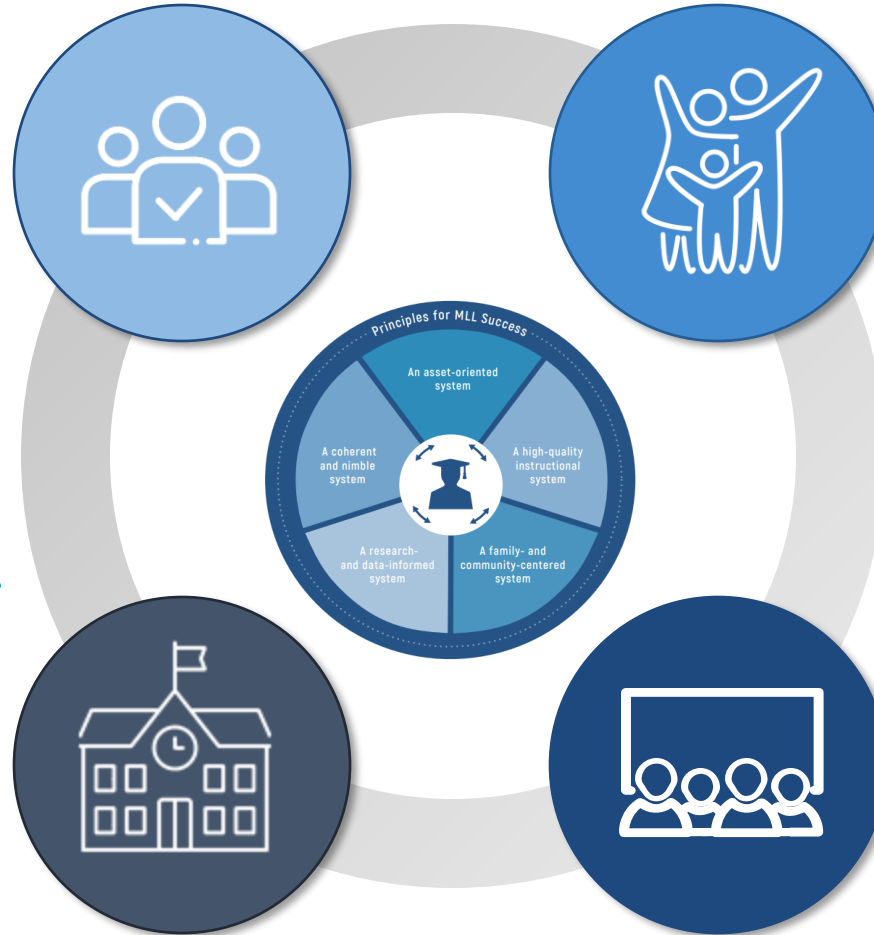 Principles for MLL Success
An asset-oriented
system
A coherent
and nimble
system
A high-quality
instructional
system
A research-
and data-informed
system
A family- and
community-centered
system